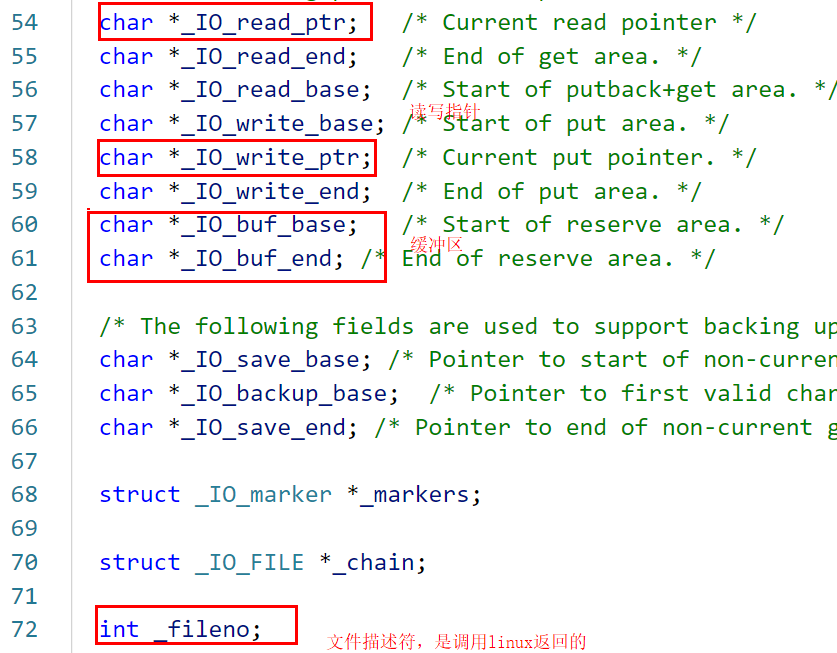 54 char *_IO_read_ptr; /* Current read pointer */
55 char *_IO_read_end; /* End of get area. */
56 char *_IO_read_base; /* Start of putback+get area. */
读写指针
57 char *_IO_write_base; /* Start of put area. */
58 char *_IO_write_ptr; /* Current put pointer. */
59 char *_IO_write_end; /* End of put area. */
60 char *_IO_buf_base; /* Start of reserve area. */
缓冲区
61 char *_IO_buf_end; /* End of reserve area. */
62
63 /* The following fields are used to support backing up
64 char *_IO_save_base; /* Pointer to start of non-curren
65 char *_IO_backup_base; /* Pointer to first valid char
66 char *_IO_save_end; /* Pointer to end of non-current g
67
68 struct _IO_marker *_markers;
69
70 struct _IO_FILE *_chain;
71
72 int _fileno;
文件描述符，是调用linux返回的